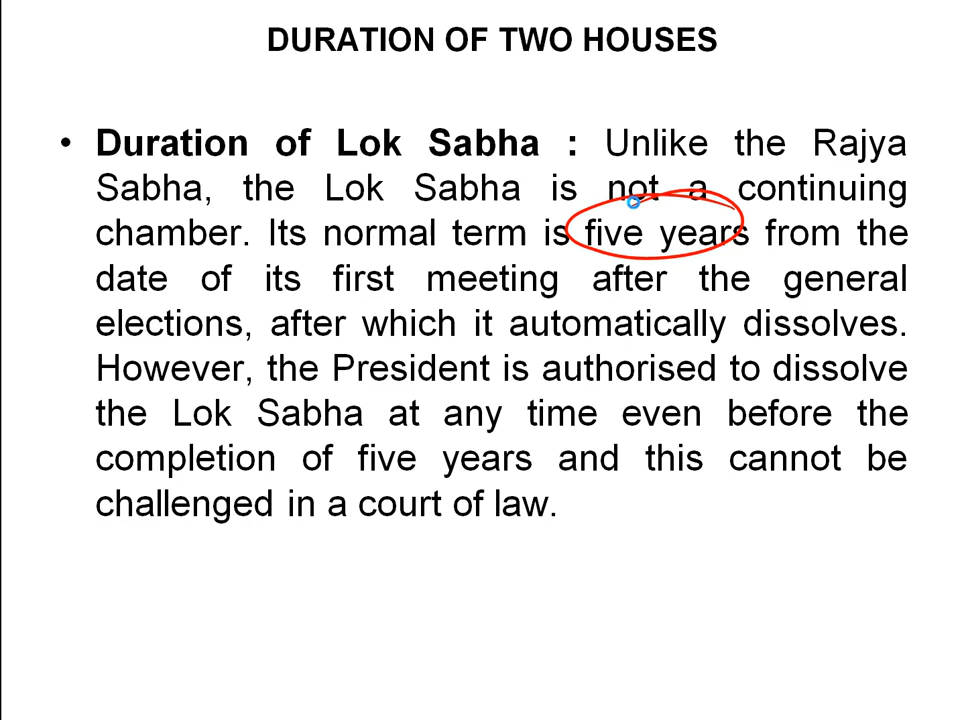 DURATION OF TWO HOUSES
• Duration of Lok Sabha : Unlike the Rajya
Sabha, the Lok Sabha is not a continuing
chamber. Its normal term is five years from the
date of its first meeting after the general
elections, after which it automatically dissolves.
However, the President is authorised to dissolve
the Lok Sabha at any time even before the
completion of five years and this cannot be
challenged in a court of law.